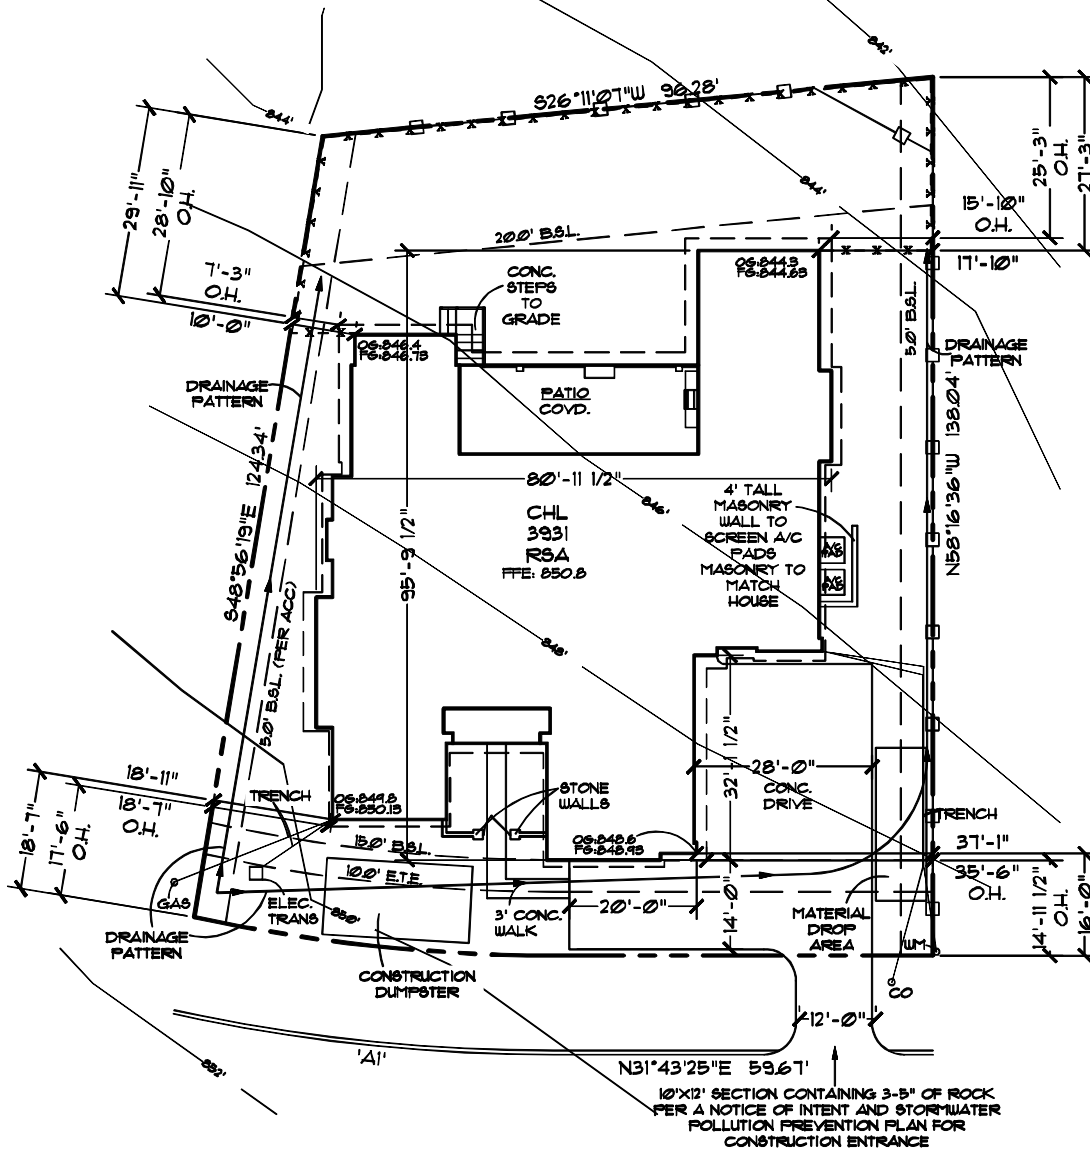 842'
S26°11'07"W 96.28'
844'
29'-11"
28'-10"
O.H.
844'
25'-3"
O.H.
27'-3"
15'-10"
O.H.
17'-10"
20.0' B.S.L.
OG:844.3
FG:844.63
7'-3"
O.H.
10'-0"
CONC.
STEPS
TO
GRADE
OG:846.4
FG:846.73
5.0' B.S.L.
DRAINAGE
PATTERN
DRAINAGE
PATTERN
PATIO
COVD.
S48°56'19"E 124.34'
N58°16'36"W 138.04'
80'-11 1/2"
95'-9 1/2"
846'
CHL
3931
RSA
FFE: 850.8
4' TALL
MASONRY
WALL TO
SCREEN A/C
PADS
MASONRY TO
MATCH
HOUSE
A/C
PAD
A/C
PAD
5.0' B.S.L. (PER ACC)
848'
32'-1 1/2"
28'-0"
CONC.
DRIVE
18'-11"
18'-7"
O.H.
18'-7"
17'-6"
O.H.
TRENCH
OG:849.8
FG:850.13
STONE
WALLS
TRENCH
15.0' B.S.L.
OG:848.6
FG:848.93
37'-1"
35'-6"
O.H.
10.0' E.T.E.
GAS
ELEC.
TRANS
850'
3' CONC.
WALK
20'-0"
14'-0"
MATERIAL
DROP
AREA
14'-11 1/2"
O.H.
16'-0"
DRAINAGE
PATTERN
WM
CONSTRUCTION
DUMPSTER
CO
12'-0"
852'
'A1'
N31°43'25"E 59.67'
10'X12' SECTION CONTAINING 3-5" OF ROCK
PER A NOTICE OF INTENT AND STORMWATER
POLLUTION PREVENTION PLAN FOR
CONSTRUCTION ENTRANCE